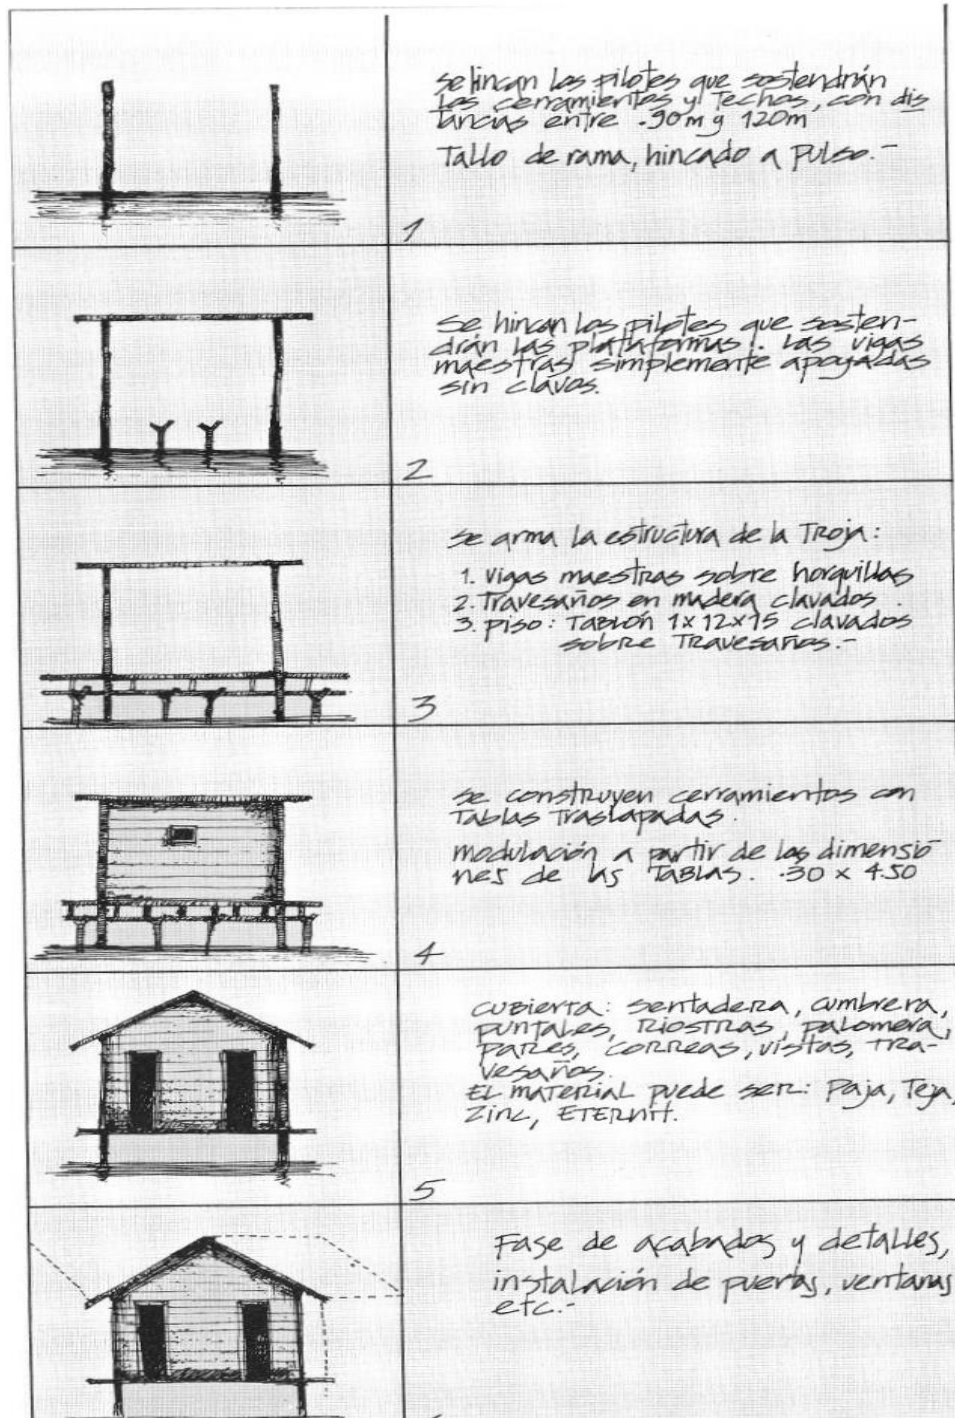 se hincan los pilotes que sostendrán
los cerramientos y Techos, con dis
tancias entre .90m y 120m
Tallo de rama, hincado a pulso.-
1
se hincan los pilotes que sosten-
drán las plataformas. Las vigas
maestras simplemente apoyadas
sin clavos.
2
se arma la estructura de la Troja:
1. vigas maestras sobre horquillas
2. Travesaños en madera clavados.
3. piso: Tablón 1x12x15 clavados
sobre Travesaños.-
3
se construyen cerramientos con
Tablas Traslapadas.
modulación a partir de las dimensio
nes de las TABLAS. .30 x 4.50
4
CUBIERTA: sentadera, cumbrera,
puntales, riostras, palomera,
pares, correas, vistas, tra-
vesaños.
EL MATERIAL puede ser: Paja, Teja,
Zinc, ETERNIT.
5
Fase de acabados y detalles,
instalación de puertas, ventanas
etc.-